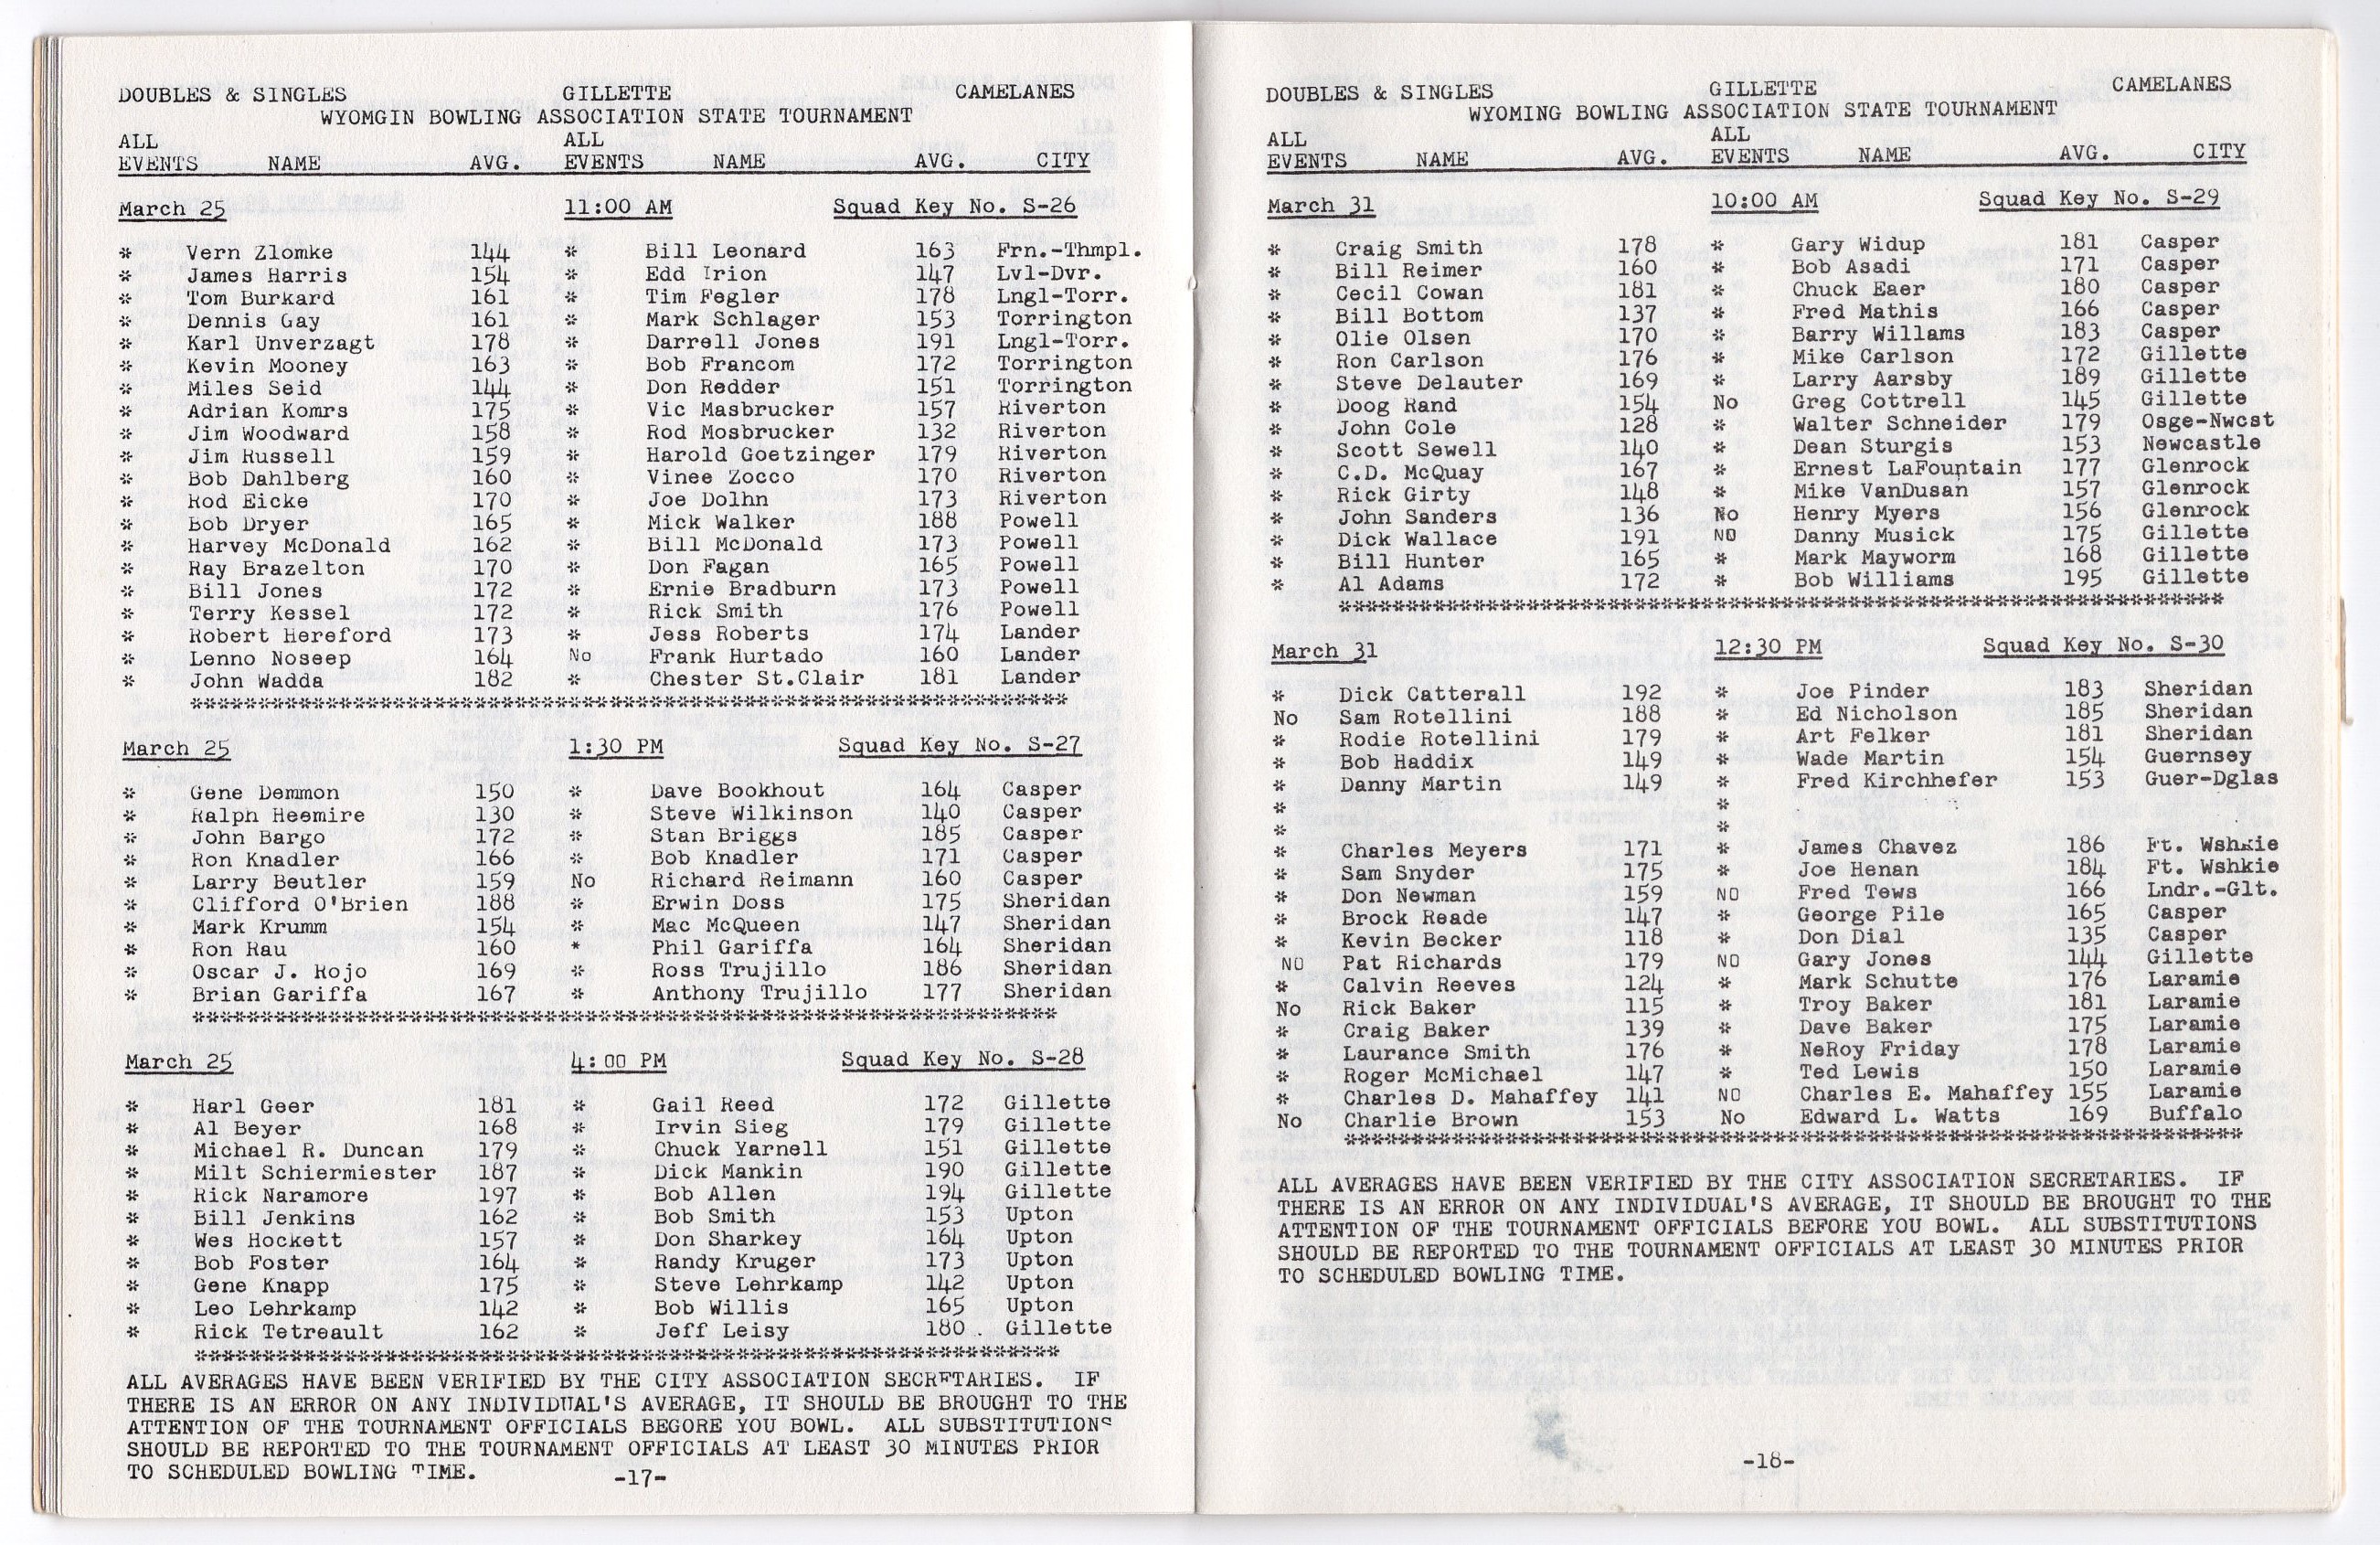 DOUBLES & SINGLES GILLETTE CAMELANES
WYOMGIN BOWLING ASSOCIATION STATE TOURNAMENT
ALL ALL
EVENTS NAME AVG. EVENTS NAME AVG. CITY
March 25 11:00 AM Squad Key No. S-26
* Vern Zlomke 144 * Bill Leonard 163 Frn.-Thmpl.
* James Harris 154 * Edd Irion 147 Lvl-Dvr.
* Tom Burkard 161 * Tim Fegler 178 Lngl-Torr.
* Dennis Gay 161 * Mark Schlager 153 Torrington
* Karl Unverzagt 178 * Darrell Jones 191 Lngl-Torr.
* Kevin Mooney 163 * Bob Francom 172 Torrington
* Miles Seid 144 * Don Redder 151 Torrington
* Adrian Komrs 175 * Vic Masbrucker 157 Riverton
* Jim Woodward 158 * Rod Mosbrucker 132 Riverton
* Jim Russell 159 * Harold Goetzinger 179 Riverton
* Bob Dahlberg 160 * Vinee Zocco 170 Riverton
* Rod Eicke 170 * Joe Dolhn 173 Riverton
* Bob Dryer 165 * Mick Walker 188 Powell
* Harvey McDonald 162 * Bill McDonald 173 Powell
* Ray Brazelton 170 * Don Fagan 165 Powell
* Bill Jones 172 * Ernie Bradburn 173 Powell
* Terry Kessel 172 * Rick Smith 176 Powell
* Robert Hereford 173 * Jess Roberts 174 Lander
* Lenno Noseep 164 No Frank Hurtado 160 Lander
* John Wadda 182 * Chester St.Clair 181 Lander
*****************************************************************
March 25 1:30 PM Squad Key No. S-27
* Gene Demmon 150 * Dave Bookhout 164 Casper
* Ralph Heemire 130 * Steve Wilkinson 140 Casper
* John Bargo 172 * Stan Briggs 185 Casper
* Ron Knadler 166 * Bob Knadler 171 Casper
* Larry Beutler 159 No Richard Reimann 160 Casper
* Clifford O'Brien 188 * Erwin Doss 175 Sheridan
* Mark Krumm 154 * Mac McQueen 147 Sheridan
* Ron Rau 160 * Phil Gariffa 164 Sheridan
* Oscar J. Rojo 169 * Ross Trujillo 186 Sheridan
* Brian Gariffa 167 * Anthony Trujillo 177 Sheridan
****************************************************************
March 25 4:00 PM Squad Key No. S-28
* Harl Geer 181 * Gail Reed 172 Gillette
* Al Beyer 168 * Irvin Sieg 179 Gillette
* Michael R. Duncan 179 * Chuck Yarnell 151 Gillette
* Milt Schiermiester 187 * Dick Mankin 190 Gillette
* Rick Naramore 197 * Bob Allen 194 Gillette
* Bill Jenkins 162 * Bob Smith 153 Upton
* Wes Hockett 157 * Don Sharkey 164 Upton
* Bob Foster 164 * Randy Kruger 173 Upton
* Gene Knapp 175 * Steve Lehrkamp 142 Upton
* Leo Lehrkamp 142 * Bob Willis 165 Upton
* Rick Tetreault 162 * Jeff Leisy 180 . Gillette
****************************************************************
ALL AVERAGES HAVE BEEN VERIFIED BY THE CITY ASSOCIATION SECRETARIES. IF
THERE IS AN ERROR ON ANY INDIVIDUAL'S AVERAGE, IT SHOULD BE BROUGHT TO THE
ATTENTION OF THE TOURNAMENT OFFICIALS BEGORE YOU BOWL. ALL SUBSTITUTIONS
SHOULD BE REPORTED TO THE TOURNAMENT OFFICIALS AT LEAST 30 MINUTES PRIOR
TO SCHEDULED BOWLING TIME.
-17-
DOUBLES & SINGLES GILLETTE CAMELANES
WYOMING BOWLING ASSOCIATION STATE TOURNAMENT
ALL ALL
EVENTS NAME AVG. EVENTS NAME AVG. CITY
March 31 10:00 AM Squad Key No. S-29
* Craig Smith 178 * Gary Widup 181 Casper
* Bill Reimer 160 * Bob Asadi 171 Casper
* Cecil Cowan 181 * Chuck Eaer 180 Casper
* Bill Bottom 137 * Fred Mathis 166 Casper
* Olie Olsen 170 * Barry Willams 183 Casper
* Ron Carlson 176 * Mike Carlson 172 Gillette
* Steve Delauter 169 * Larry Aarsby 189 Gillette
* Doog Rand 154 No Greg Cottrell 145 Gillette
* John Cole 128 * Walter Schneider 179 Osge-Nwcst
* Scott Sewell 140 * Dean Sturgis 153 Newcastle
* C.D. McQuay 167 * Ernest LaFountain 177 Glenrock
* Rick Girty 148 * Mike VanDusan 157 Glenrock
* John Sanders 136 No Henry Myers 156 Glenrock
* Dick Wallace 191 NO Danny Musick 175 Gillette
* Bill Hunter 165 * Mark Mayworm 168 Gillette
* Al Adams 172 * Bob Williams 195 Gillette
*****************************************************************
March 31 12:30 PM Squad Key No. S-30
* Dick Catterall 192 * Joe Pinder 183 Sheridan
No Sam Rotellini 188 * Ed Nicholson 185 Sheridan
* Rodie Rotellini 179 * Art Felker 181 Sheridan
* Bob Haddix 149 * Wade Martin 154 Guernsey
* Danny Martin 149 * Fred Kirchhefer 153 Guer-Dglas
* *
* *
* Charles Meyers 171 * James Chavez 186 Ft. Wshkie
* Sam Snyder 175 * Joe Henan 184 Ft. Wshkie
* Don Newman 159 NO Fred Tews 166 Lndr.-Glt.
* Brock Reade 147 * George Pile 165 Casper
* Kevin Becker 118 * Don Dial 135 Casper
NO Pat Richards 179 NO Gary Jones 144 Gillette
* Calvin Reeves 124 * Mark Schutte 176 Laramie
No Rick Baker 115 * Troy Baker 181 Laramie
* Craig Baker 139 * Dave Baker 175 Laramie
* Laurance Smith 176 * NeRoy Friday 178 Laramie
* Roger McMichael 147 * Ted Lewis 150 Laramie
* Charles D. Mahaffey 141 NO Charles E. Mahaffey 155 Laramie
No Charlie Brown 153 No Edward L. Watts 169 Buffalo
******************************************************************
ALL AVERAGES HAVE BEEN VERIFIED BY THE CITY ASSOCIATION SECRETARIES. IF
THERE IS AN ERROR ON ANY INDIVIDUAL'S AVERAGE, IT SHOULD BE BROUGHT TO THE
ATTENTION OF THE TOURNAMENT OFFICIALS BEFORE YOU BOWL. ALL SUBSTITUTIONS
SHOULD BE REPORTED TO THE TOURNAMENT OFFICIALS AT LEAST 30 MINUTES PRIOR
TO SCHEDULED BOWLING TIME.
-18-